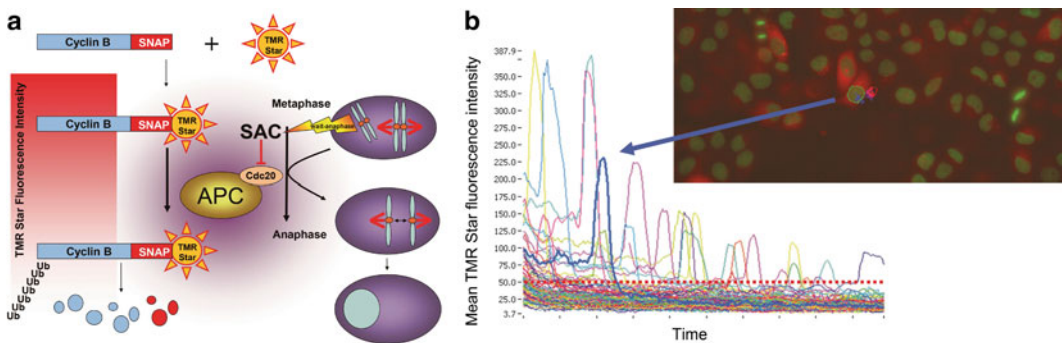 a
Cyclin B
SNAP
+
TMR
Star
TMR Star Fluorescence Intensity
Cyclin B
SNAP
TMR
Star
Metaphase
SAC
Wait-anaphase
Cdc20
APC
Anaphase
Cyclin B
SNAP
TMR
Star
Ub
Ub
Ub
Ub
Ub
Ub
b
Mean TMR Star fluorescence intensity
387.9
350.0
325.0
300.0
275.0
250.0
225.0
200.0
175.0
150.0
125.0
100.0
75.0
50.0
25.0
3.7
Time